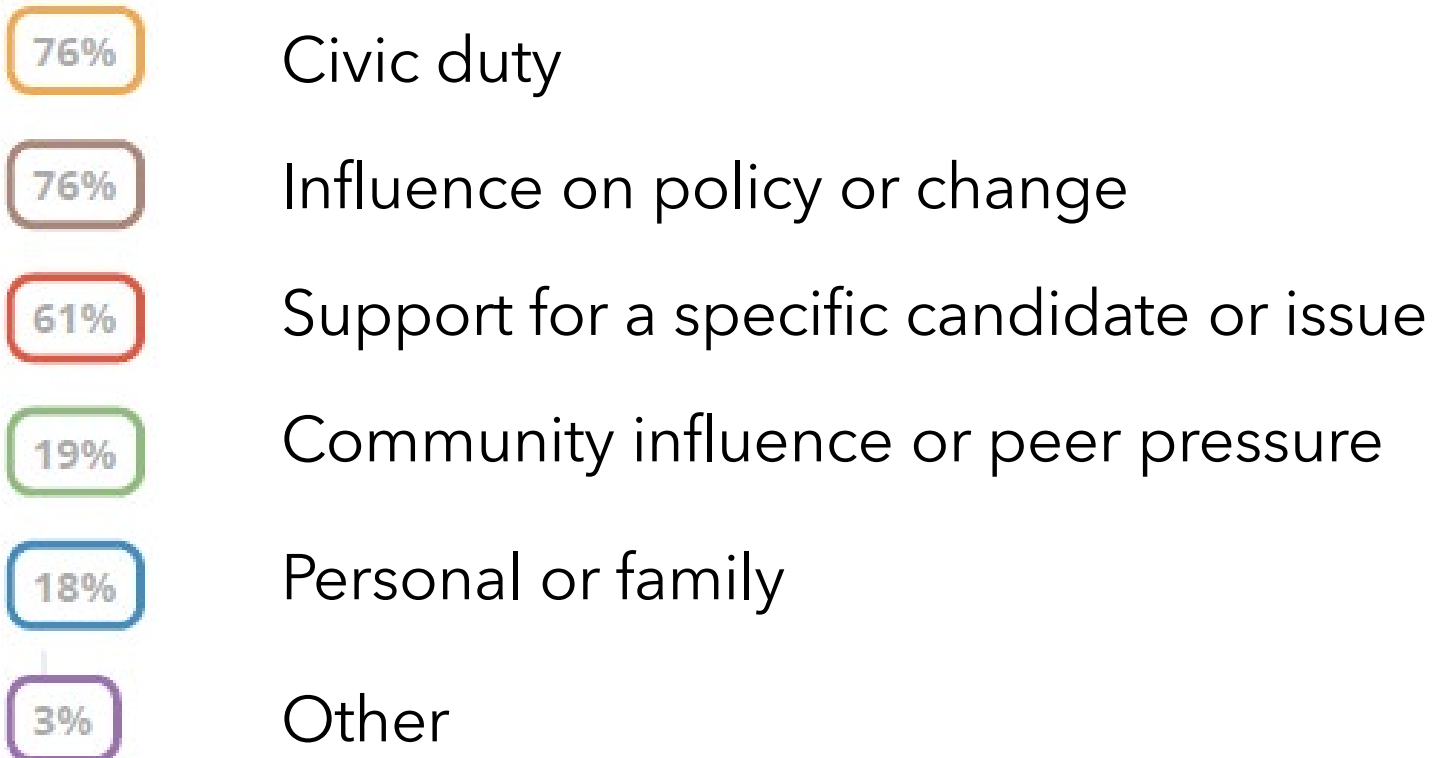 76% Civic duty
76% Influence on policy or change
61% Support for a specific candidate or issue
19% Community influence or peer pressure
18% Personal or family
3% Other